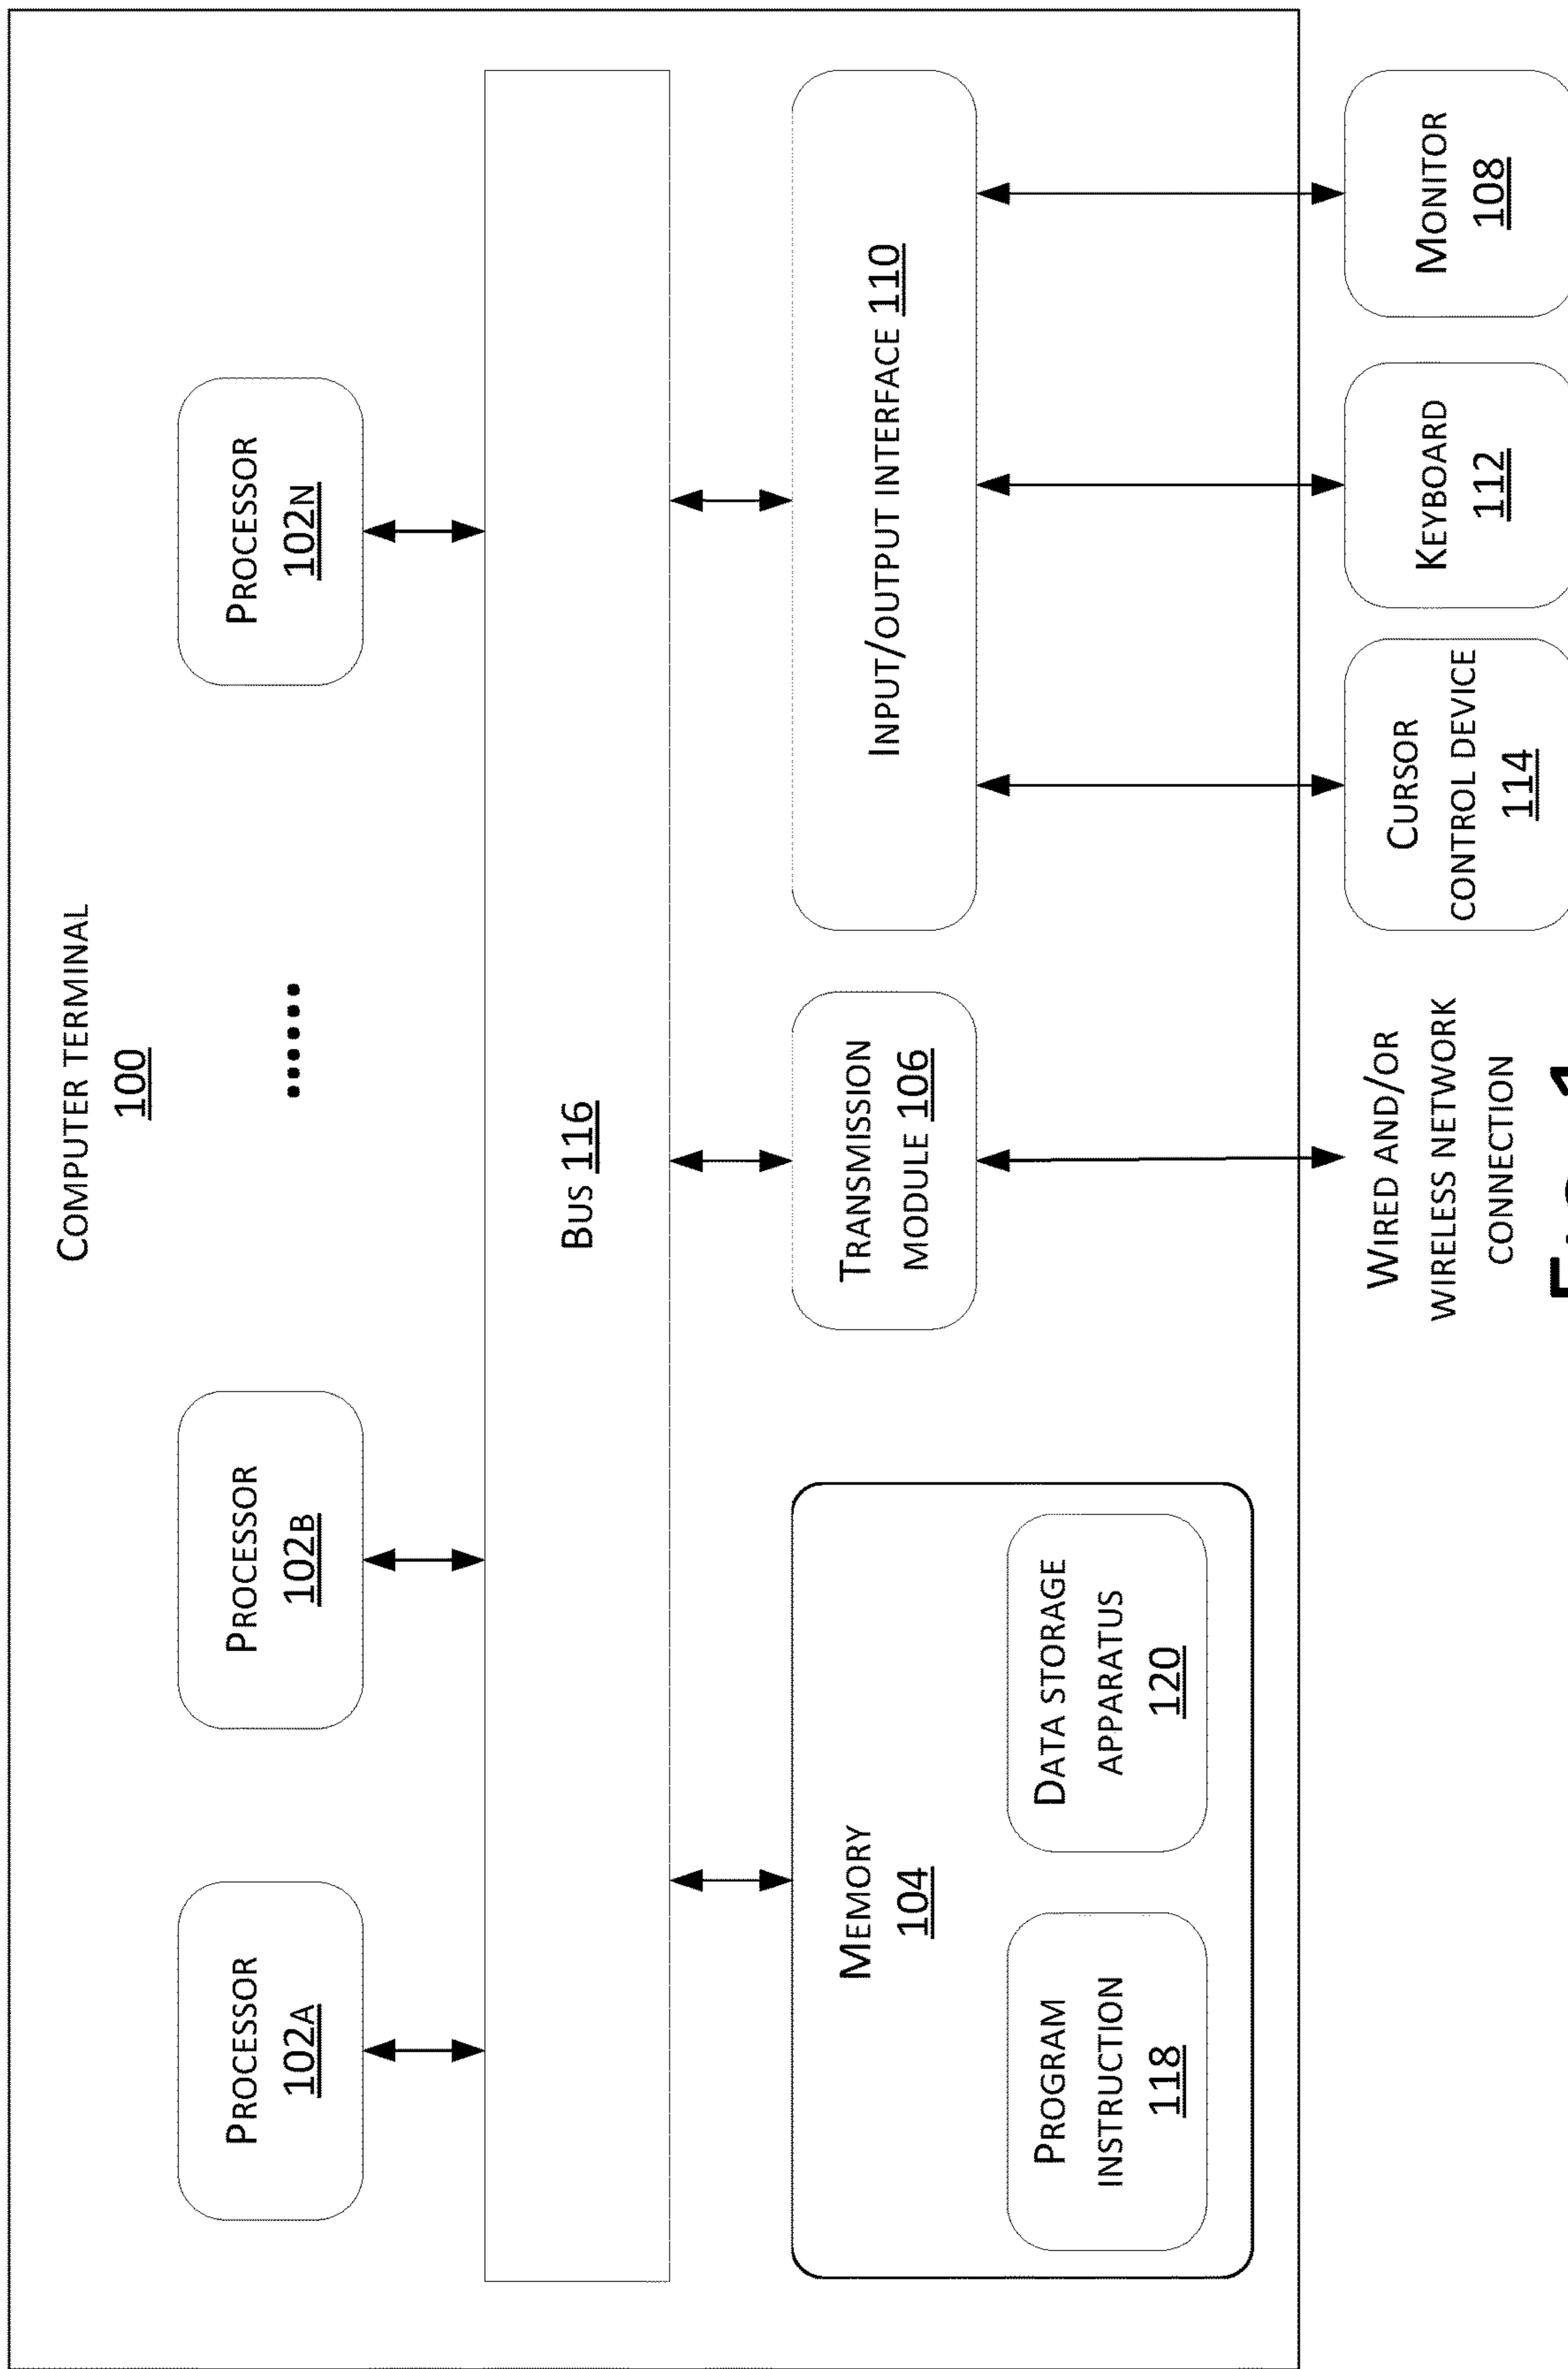 COMPUTER TERMINAL
100
PROCESSOR
102A
PROCESSOR
102B
......
PROCESSOR
102N
BUS 116
MEMORY
104
PROGRAM
INSTRUCTION
118
DATA STORAGE
APPARATUS
120
TRANSMISSION
MODULE 106
INPUT/OUTPUT INTERFACE 110
WIRED AND/OR
WIRELESS NETWORK
CONNECTION
CURSOR
CONTROL DEVICE
114
KEYBOARD
112
MONITOR
108